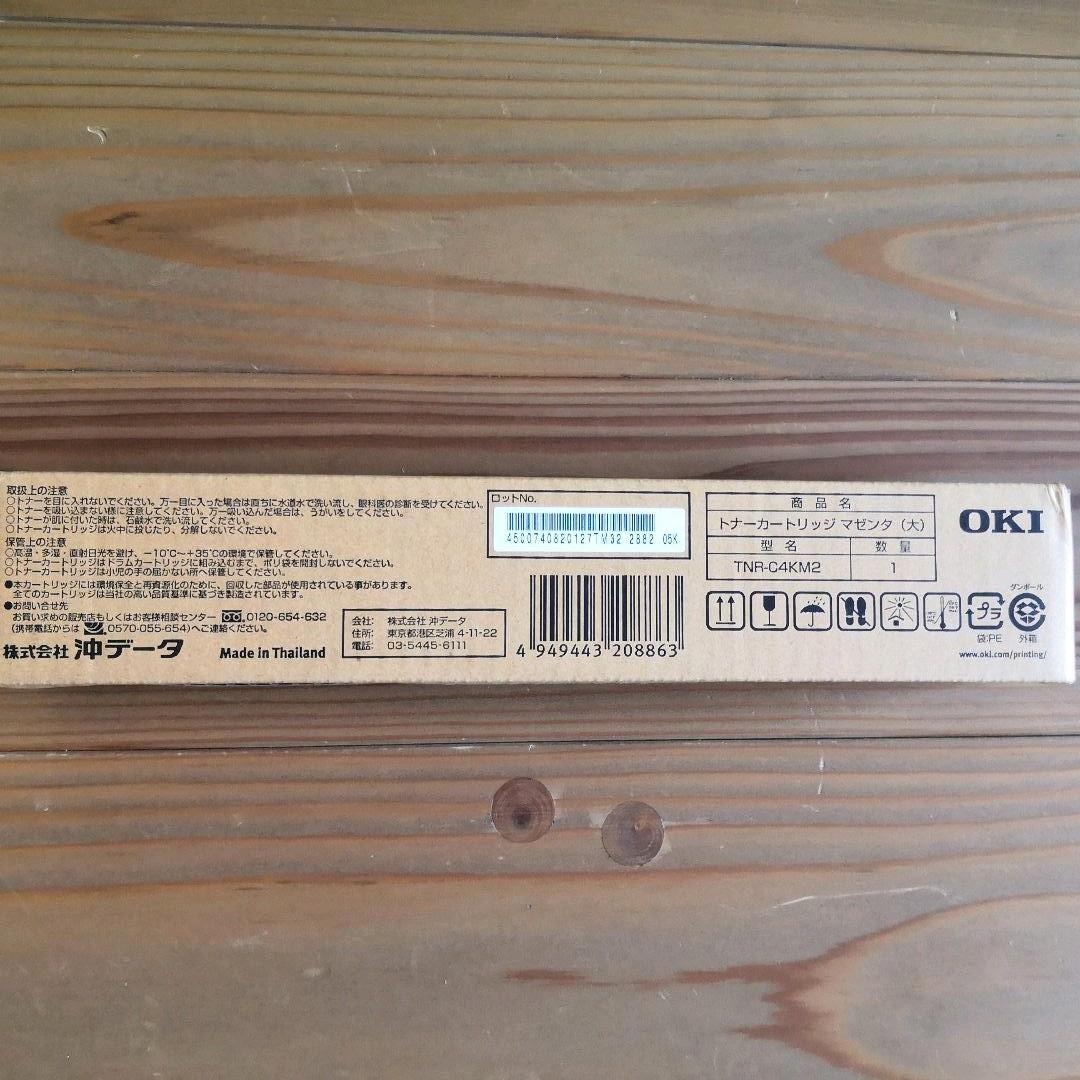 取扱上の注意
○トナーを目に入れないでください。万一目に入った場合は直ちに水道水で洗い流し、眼科医の診断を受けてください。
○トナーを吸い込まない様に注意してください。万一吸い込んだ場合は、うがいをしてください。
○トナーが肌に付いた時は、石鹸水で洗い流してください。
○トナーカートリッジは火中に投じたり、分解しないでください。
保管上の注意
○高温・多湿・直射日光を避け、−10℃〜+35℃の環境で保管してください。
○トナーカートリッジはドラムカートリッジに組み込むまで、ポリ袋を開封しないでください。
○トナーカートリッジは小児の手の届かない所へ保管してください。
●本カートリッジには環境保全と再資源化のために、回収した部品が使用されている事があります。
全てのカートリッジは当社の高い品質基準に基づき製造されています。
●お問い合せ先
お買い求めの販売店もしくはお客様相談センター 0120-654-632
(携帯電話からは 0570-055-654)へご連絡ください。
株式会社 沖データ
Made in Thailand
会社: 株式会社 沖データ
住所: 東京都港区芝浦 4-11-22
電話: 03-5445-6111
ロットNo.
4500740820127TM32 2882 05K
4 949443 208863
商品名
トナーカートリッジ マゼンタ（大）
型名 数量
TNR-C4KM2 1
OKI
プラ
袋:PE
ダンボール
外箱
www.oki.com/printing/